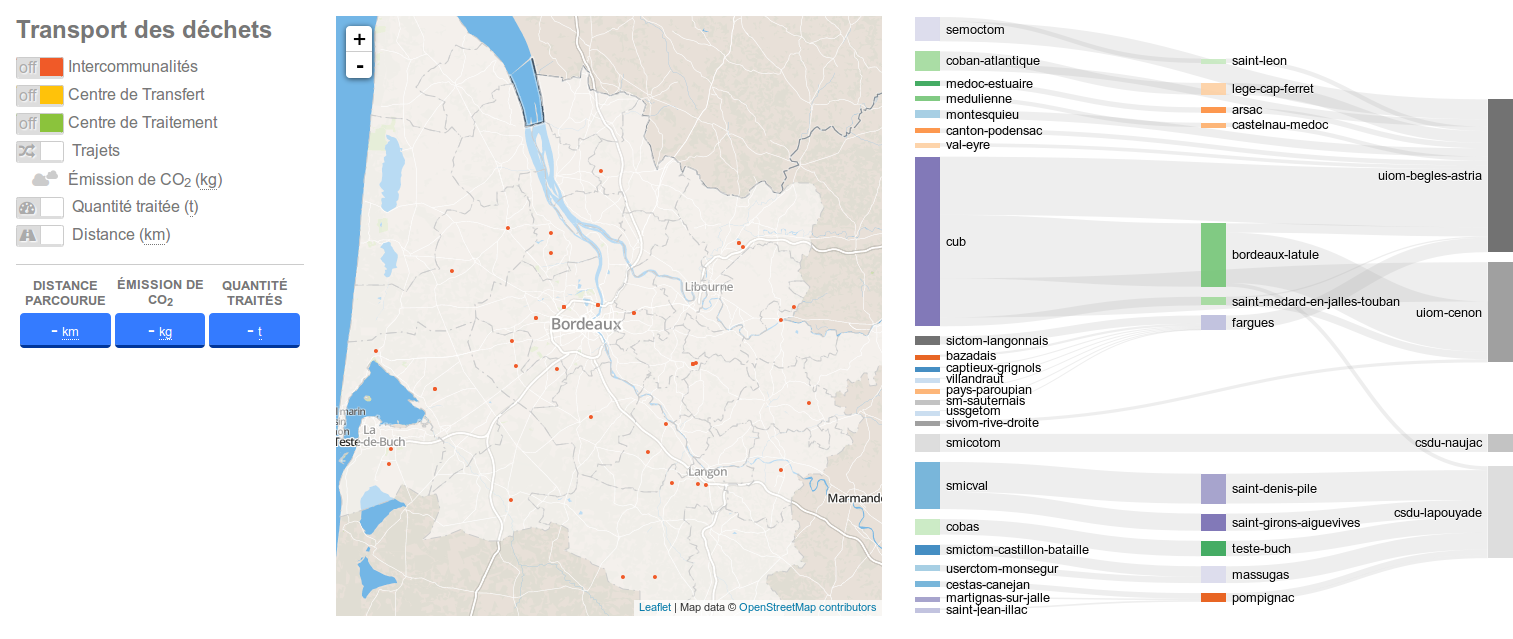 Transport des déchets
off Intercommunalités
off Centre de Transfert
off Centre de Traitement
Trajets
Émission de CO2 (kg)
Quantité traitée (t)
Distance (km)
DISTANCE PARCOURUE
ÉMISSION DE CO2
QUANTITÉ TRAITÉS
- km
- kg
- t
+
-
Libourne
Bordeaux
marin
La
Teste-de-Buch
Langon
Marmande
Leaflet | Map data © OpenStreetMap contributors
semoctom
coban-atlantique
medoc-estuaire
medulienne
montesquieu
canton-podensac
val-eyre
cub
sictom-langonnais
bazadais
captieux-grignols
villandraut
pays-paroupian
sm-sauternais
ussgetom
sivom-rive-droite
smicotom
smicval
cobas
smictom-castillon-bataille
userctom-monsegur
cestas-canejan
martignas-sur-jalle
saint-jean-illac
saint-leon
lege-cap-ferret
arsac
castelnau-medoc
bordeaux-latule
saint-medard-en-jalles-touban
fargues
saint-denis-pile
saint-girons-aiguevives
teste-buch
massugas
pompignac
uiom-begles-astria
uiom-cenon
csdu-naujac
csdu-lapouyade